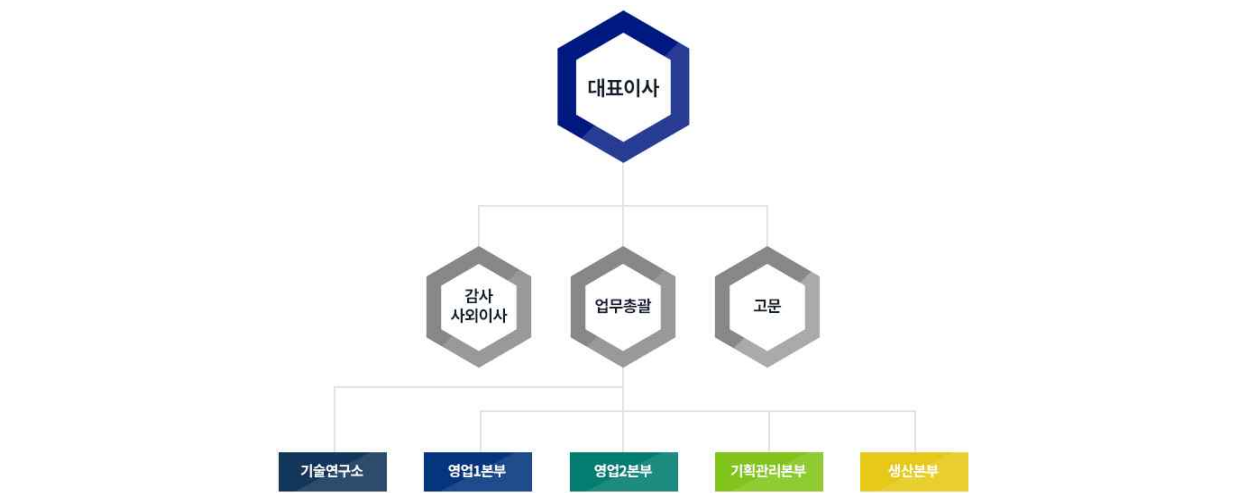 대표이사
감사
사외이사
업무총괄
고문
기술연구소
영업1본부
영업2본부
기획관리본부
생산본부